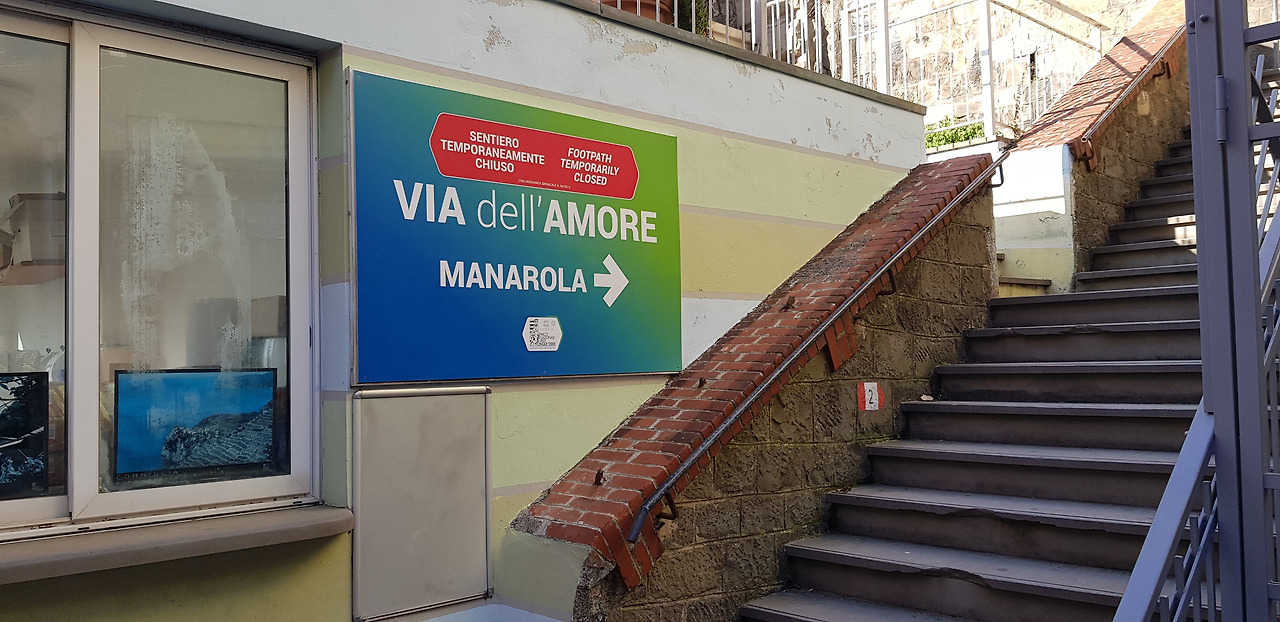 SENTIERO
TEMPORANEAMENTE
CHIUSO
FOOTPATH
TEMPORARILY
CLOSED
VIA dell'AMORE
MANAROLA
2